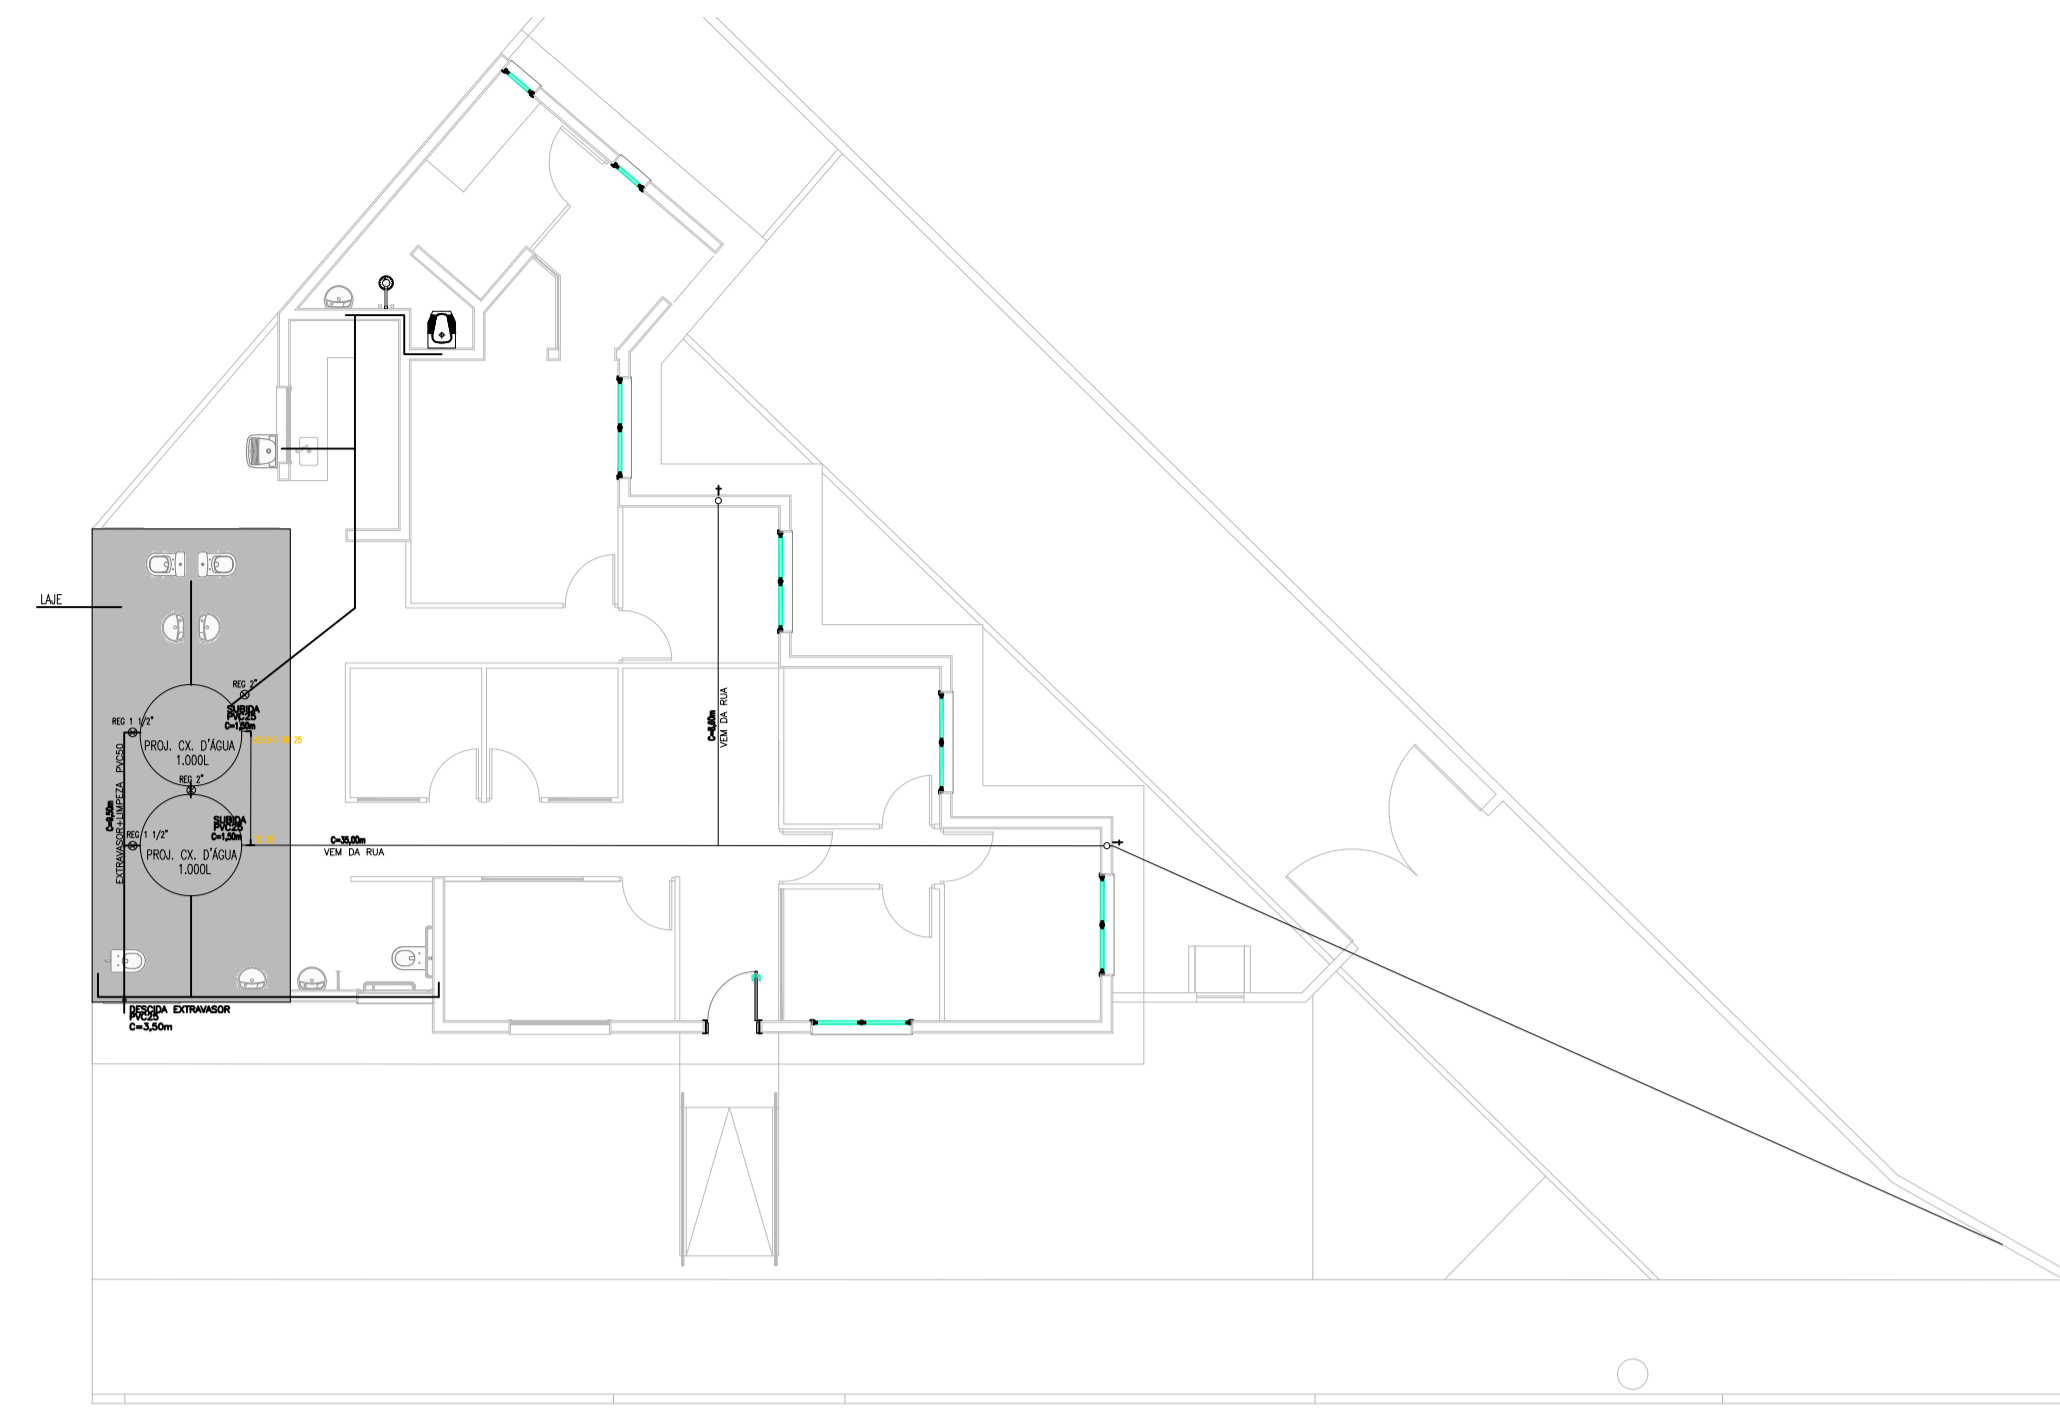 LAJE
REG 2"
SUBIDA
PVC25
C=1,50m
REG 1 1/2"
PROJ. CX. D'ÁGUA
1.000L
REG 2"
SUBIDA
PVC25
C=1,50m
REG 1 1/2"
PROJ. CX. D'ÁGUA
1.000L
EXTRAVASOR+LIMPEZA PVC50
C=9,50m
C=35,00m
VEM DA RUA
VEM DA RUA
DESCIDA EXTRAVASOR
PVC25
C=3,50m